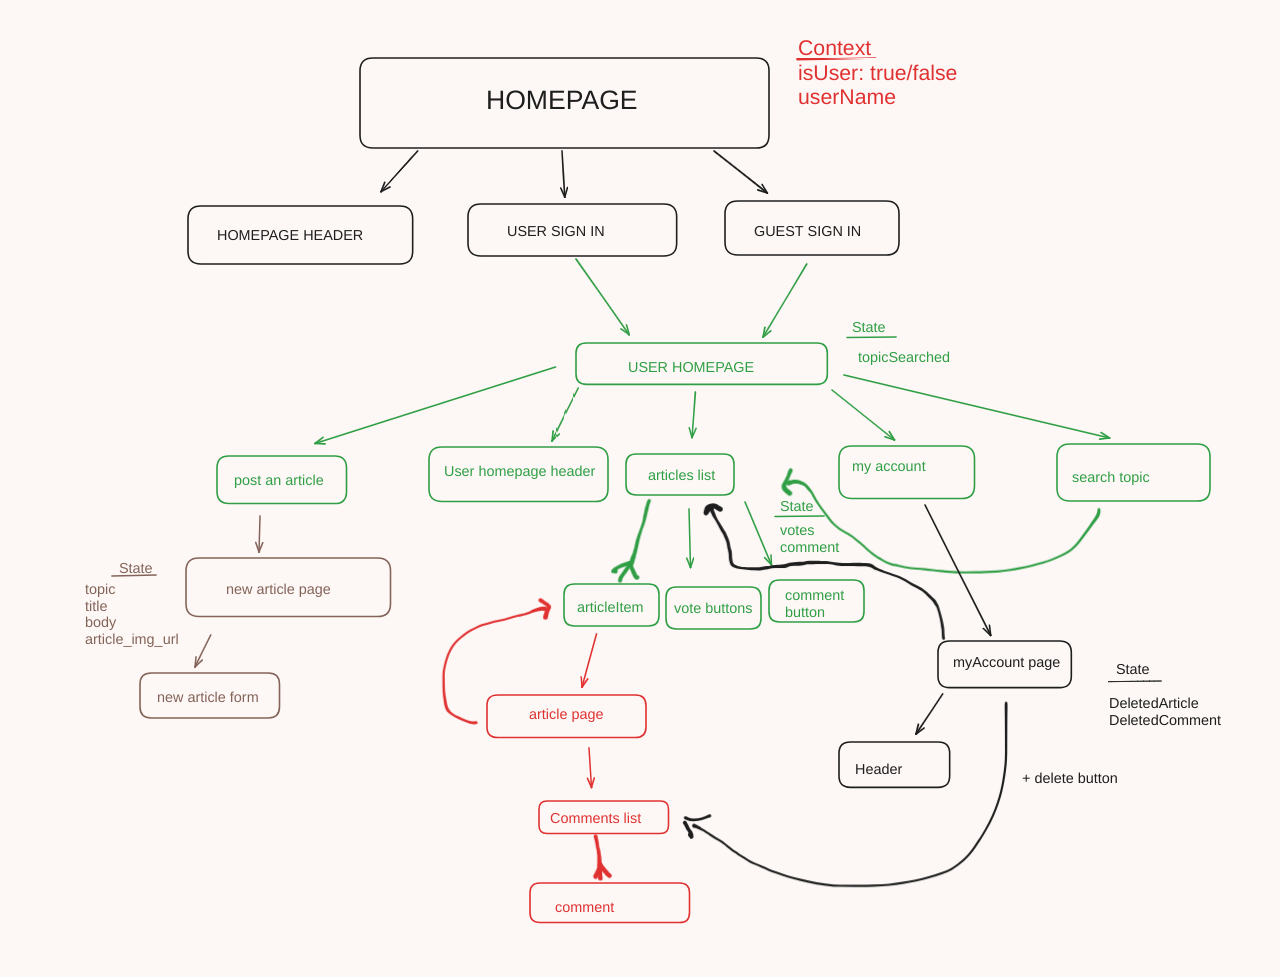 Context
isUser: true/false
userName
HOMEPAGE
HOMEPAGE HEADER
USER SIGN IN
GUEST SIGN IN
State
topicSearched
USER HOMEPAGE
post an article
User homepage header
articles list
my account
search topic
State
votes
comment
State
topic
title
body
article_img_url
new article page
articleItem
vote buttons
comment
button
new article form
article page
myAccount page
State
DeletedArticle
DeletedComment
Header
+ delete button
Comments list
comment